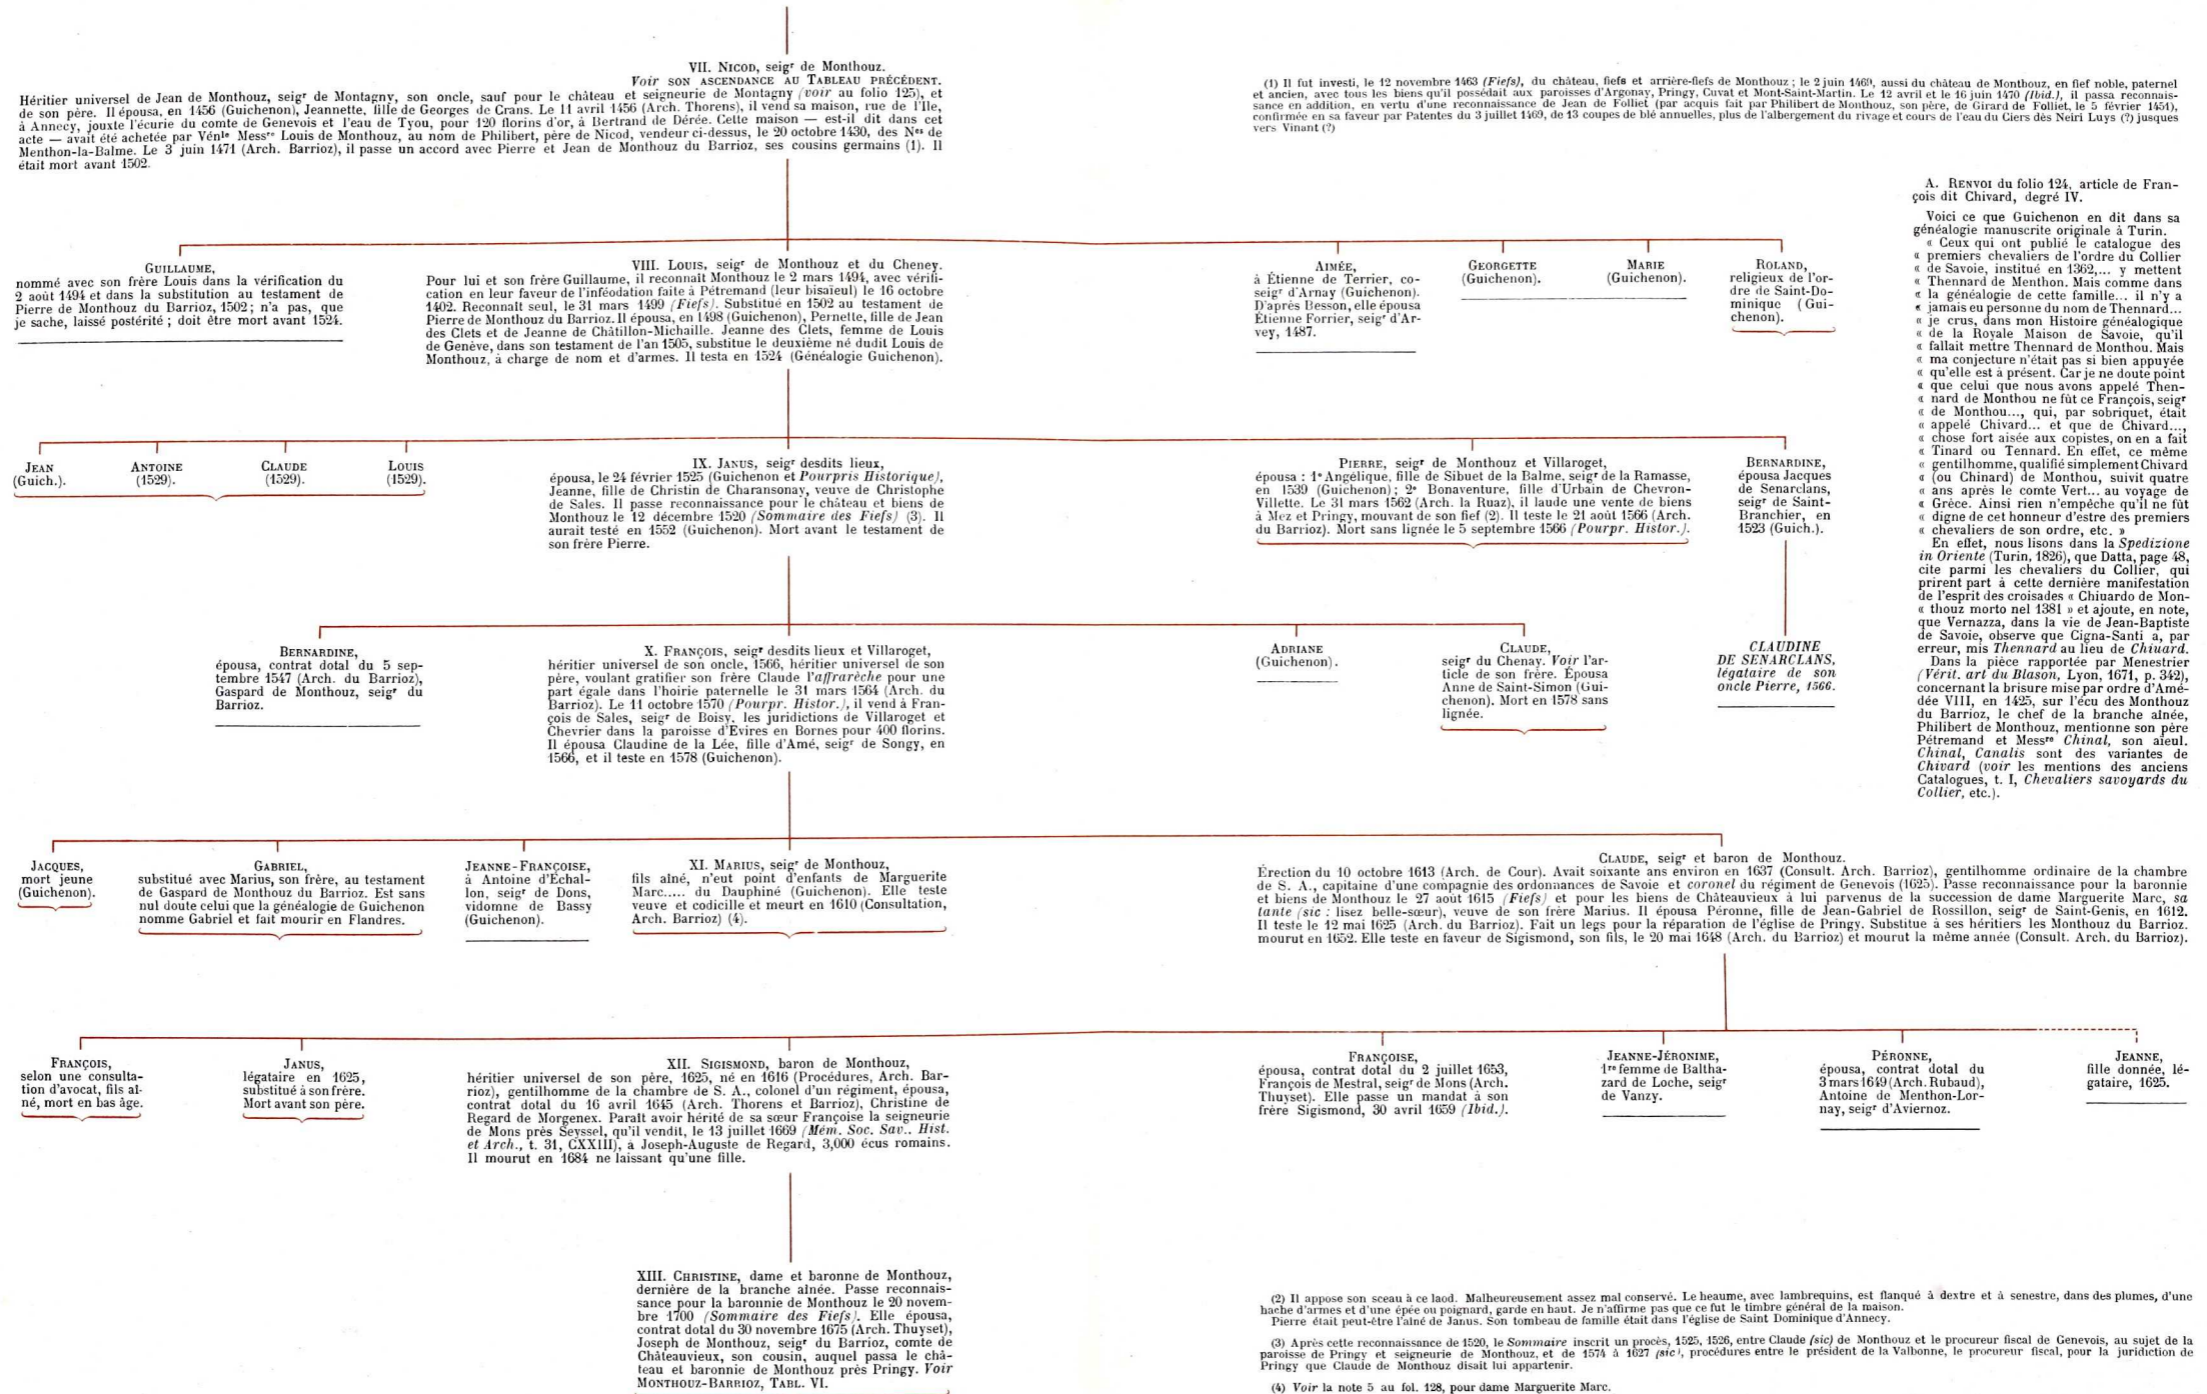 VII. NICOD, seigr de Monthouz.
Voir SON ASCENDANCE AU TABLEAU PRÉCÉDENT.
Héritier universel de Jean de Monthouz, seigr de Montagny, son oncle, sauf pour le château et seigneurie de Montagny (voir au folio 125), et
de son père. Il épousa, en 1456 (Guichenon), Jeannette, fille de Georges de Crans. Le 11 avril 1456 (Arch. Thorens), il vend sa maison, rue de l'Ile,
à Annecy, jouxte l'écurie du comte de Genevois et l'eau de Tyou, pour 120 florins d'or, à Bertrand de Dérée. Cette maison — est-il dit dans cet
acte — avait été achetée par Vénle Messre Louis de Monthouz, au nom de Philibert, père de Nicod, vendeur ci-dessus, le 20 octobre 1430, des Nes de
Menthon-la-Balme. Le 3 juin 1471 (Arch. Barrioz), il passe un accord avec Pierre et Jean de Monthouz du Barrioz, ses cousins germains (1). Il
était mort avant 1502.
(1) Il fut investi, le 12 novembre 1463 (Fiefs), du château, fiefs et arrière-fiefs de Monthouz ; le 2 juin 1469, aussi du château de Monthouz, en fief noble, paternel
et ancien, avec tous les biens qu'il possédait aux paroisses d'Argonay, Pringy, Cuvat et Mont-Saint-Martin. Le 12 avril et le 16 juin 1470 (Ibid.), il passa reconnais-
sance en addition, en vertu d'une reconnaissance de Jean de Folliet (par acquis fait par Philibert de Monthouz, son père, de Girard de Folliet, le 5 février 1451),
confirmée en sa faveur par Patentes du 3 juillet 1469, de 13 coupes de blé annuelles, plus de l'albergement du rivage et cours de l'eau du Ciers dès Neiri Luys (?) jusques
vers Vinant (?)
GUILLAUME,
nommé avec son frère Louis dans la vérification du
2 août 1494 et dans la substitution au testament de
Pierre de Monthouz du Barrioz, 1502 ; n'a pas, que
je sache, laissé postérité ; doit être mort avant 1524.
VIII. LOUIS, seigr de Monthouz et du Cheney.
Pour lui et son frère Guillaume, il reconnaît Monthouz le 2 mars 1494, avec vérifi-
cation en leur faveur de l'inféodation faite à Pétremand (leur bisaïeul) le 16 octobre
1402. Reconnaît seul, le 31 mars 1499 (Fiefs). Substitué en 1502 au testament de
Pierre de Monthouz du Barrioz. Il épousa, en 1498 (Guichenon), Pernette, fille de Jean
des Clets et de Jeanne de Châtillon-Michaille. Jeanne des Clets, femme de Louis
de Genève, dans son testament de l'an 1505, substitue le deuxième né dudit Louis de
Monthouz, à charge de nom et d'armes. Il testa en 1524 (Généalogie Guichenon).
AIMÉE,
à Étienne de Terrier, co-
seigr d'Arnay (Guichenon).
D'après Besson, elle épousa
Étienne Forrier, seigr d'Ar-
vey, 1487.
GEORGETTE
(Guichenon).
MARIE
(Guichenon).
ROLAND,
religieux de l'or-
dre de Saint-Do-
minique (Gui-
chenon).
JEAN
(Guich.).
ANTOINE
(1529).
CLAUDE
(1529).
LOUIS
(1529).
IX. JANUS, seigr desdits lieux,
épousa, le 24 février 1525 (Guichenon et Pourpris Historique),
Jeanne, fille de Christin de Charansonay, veuve de Christophe
de Sales. Il passe reconnaissance pour le château et biens de
Monthouz le 12 décembre 1520 (Sommaire des Fiefs) (3). Il
aurait testé en 1552 (Guichenon). Mort avant le testament de
son frère Pierre.
PIERRE, seigr de Monthouz et Villaroget,
épousa : 1° Angélique, fille de Sibuet de la Balme, seigr de la Ramasse,
en 1539 (Guichenon) ; 2° Bonaventure, fille d'Urbain de Chevron-
Villette. Le 31 mars 1562 (Arch. la Ruaz), il laude une vente de biens
à Mez et Pringy, mouvant de son fief (2). Il teste le 21 août 1566 (Arch.
du Barrioz). Mort sans lignée le 5 septembre 1566 (Pourpr. Histor.).
BERNARDINE,
épousa Jacques
de Senarclans,
seigr de Saint-
Branchier, en
1523 (Guich.).
BERNARDINE,
épousa, contrat dotal du 5 sep-
tembre 1547 (Arch. du Barrioz),
Gaspard de Monthouz, seigr du
Barrioz.
X. FRANÇOIS, seigr desdits lieux et Villaroget,
héritier universel de son oncle, 1566, héritier universel de son
père, voulant gratifier son frère Claude l'affrarèche pour une
part égale dans l'hoirie paternelle le 31 mars 1564 (Arch. du
Barrioz). Le 11 octobre 1570 (Pourpr. Histor.), il vend à Fran-
çois de Sales, seigr de Boisy, les juridictions de Villaroget et
Chevrier dans la paroisse d'Evires en Bornes pour 400 florins.
Il épousa Claudine de la Lée, fille d'Amé, seigr de Songy, en
1566, et il teste en 1578 (Guichenon).
ADRIANE
(Guichenon).
CLAUDE,
seigr du Chenay. Voir l'ar-
ticle de son frère. Épousa
Anne de Saint-Simon (Gui-
chenon). Mort en 1578 sans
lignée.
CLAUDINE
DE SENARCLANS,
légataire de son
oncle Pierre, 1566.
A. RENVOI du folio 124, article de Fran-
çois dit Chivard, degré IV.
Voici ce que Guichenon en dit dans sa
généalogie manuscrite originale à Turin.
« Ceux qui ont publié le catalogue des
« premiers chevaliers de l'ordre du Collier
« de Savoie, institué en 1362,... y mettent
« Thennard de Menthon. Mais comme dans
« la généalogie de cette famille... il n'y a
« jamais eu personne du nom de Thennard...
« je crus, dans mon Histoire généalogique
« de la Royale Maison de Savoie, qu'il
« fallait mettre Thennard de Monthou. Mais
« ma conjecture n'était pas si bien appuyée
« qu'elle est à présent. Car je ne doute point
« que celui que nous avons appelé Then-
« nard de Monthou ne fût ce François, seigr
« de Monthou..., qui, par sobriquet, était
« appelé Chivard... et que de Chivard...,
« chose fort aisée aux copistes, on en a fait
« Tinard ou Tennard. En effet, ce même
« gentilhomme, qualifié simplement Chivard
« (ou Chinard) de Monthou, suivit quatre
« ans après le comte Vert... au voyage de
« Grèce. Ainsi rien n'empêche qu'il ne fût
« digne de cet honneur d'estre des premiers
« chevaliers de son ordre, etc. »
En effet, nous lisons dans la Spedizione
in Oriente (Turin, 1826), que Datta, page 48,
cite parmi les chevaliers du Collier, qui
prirent part à cette dernière manifestation
de l'esprit des croisades « Chiuardo de Mon-
« thouz morto nel 1381 » et ajoute, en note,
que Vernazza, dans la vie de Jean-Baptiste
de Savoie, observe que Cigna-Santi a, par
erreur, mis Thennard au lieu de Chiuard.
Dans la pièce rapportée par Menestrier
(Vérit. art du Blason, Lyon, 1671, p. 342),
concernant la brisure mise par ordre d'Amé-
dée VIII, en 1425, sur l'écu des Monthouz
du Barrioz, le chef de la branche aînée,
Philibert de Monthouz, mentionne son père
Pétremand et Messre Chinal, son aïeul.
Chinal, Canalis sont des variantes de
Chivard (voir les mentions des anciens
Catalogues, t. I, Chevaliers savoyards du
Collier, etc.).
JACQUES,
mort jeune
(Guichenon).
GABRIEL,
substitué avec Marius, son frère, au testament
de Gaspard de Monthouz du Barrioz. Est sans
nul doute celui que la généalogie de Guichenon
nomme Gabriel et fait mourir en Flandres.
JEANNE-FRANÇOISE,
à Antoine d'Échal-
lon, seigr de Dons,
vidomne de Bassy
(Guichenon).
XI. MARIUS, seigr de Monthouz,
fils aîné, n'eut point d'enfants de Marguerite
Marc..... du Dauphiné (Guichenon). Elle teste
veuve et codicille et meurt en 1610 (Consultation,
Arch. Barrioz) (4).
CLAUDE, seigr et baron de Monthouz.
Érection du 10 octobre 1613 (Arch. de Cour). Avait soixante ans environ en 1637 (Consult. Arch. Barrioz), gentilhomme ordinaire de la chambre
de S. A., capitaine d'une compagnie des ordonnances de Savoie et coronel du régiment de Genevois (1625). Passe reconnaissance pour la baronnie
et biens de Monthouz le 27 août 1615 (Fiefs) et pour les biens de Châteauvieux à lui parvenus de la succession de dame Marguerite Marc, sa
tante (sic : lisez belle-sœur), veuve de son frère Marius. Il épousa Péronne, fille de Jean-Gabriel de Rossillon, seigr de Saint-Genis, en 1612.
Il teste le 12 mai 1625 (Arch. du Barrioz). Fait un legs pour la réparation de l'église de Pringy. Substitue à ses héritiers les Monthouz du Barrioz.
mourut en 1652. Elle teste en faveur de Sigismond, son fils, le 20 mai 1648 (Arch. du Barrioz) et mourut la même année (Consult. Arch. du Barrioz).
FRANÇOIS,
selon une consulta-
tion d'avocat, fils aî-
né, mort en bas âge.
JANUS,
légataire en 1625,
substitué à son frère.
Mort avant son père.
XII. SIGISMOND, baron de Monthouz,
héritier universel de son père, 1625, né en 1616 (Procédures, Arch. Bar-
rioz), gentilhomme de la chambre de S. A., colonel d'un régiment, épousa,
contrat dotal du 16 avril 1645 (Arch. Thorens et Barrioz), Christine de
Regard de Morgenex. Paraît avoir hérité de sa sœur Françoise la seigneurie
de Mons près Seyssel, qu'il vendit, le 13 juillet 1669 (Mém. Soc. Sav.. Hist.
et Arch., t. 31, CXXIII), à Joseph-Auguste de Regard, 3,000 écus romains.
Il mourut en 1684 ne laissant qu'une fille.
FRANÇOISE,
épousa, contrat dotal du 2 juillet 1653,
François de Mestral, seigr de Mons (Arch.
Thuyset). Elle passe un mandat à son
frère Sigismond, 30 avril 1659 (Ibid.).
JEANNE-JÉRONIME,
1re femme de Baltha-
zard de Loche, seigr
de Vanzy.
PÉRONNE,
épousa, contrat dotal du
3 mars 1649 (Arch. Rubaud),
Antoine de Menthon-Lor-
nay, seigr d'Aviernoz.
JEANNE,
fille donnée, lé-
gataire, 1625.
XIII. CHRISTINE, dame et baronne de Monthouz,
dernière de la branche aînée. Passe reconnais-
sance pour la baronnie de Monthouz le 20 novem-
bre 1700 (Sommaire des Fiefs). Elle épousa,
contrat dotal du 30 novembre 1675 (Arch. Thuyset),
Joseph de Monthouz, seigr du Barrioz, comte de
Châteauvieux, son cousin, auquel passa le châ-
teau et baronnie de Monthouz près Pringy. Voir
MONTHOUZ-BARRIOZ, TABL. VI.
(2) Il appose son sceau à ce laod. Malheureusement assez mal conservé. Le heaume, avec lambrequins, est flanqué à dextre et à senestre, dans des plumes, d'une
hache d'armes et d'une épée ou poignard, garde en haut. Je n'affirme pas que ce fut le timbre général de la maison.
Pierre était peut-être l'aîné de Janus. Son tombeau de famille était dans l'église de Saint Dominique d'Annecy.
(3) Après cette reconnaissance de 1520, le Sommaire inscrit un procès, 1525, 1526, entre Claude (sic) de Monthouz et le procureur fiscal de Genevois, au sujet de la
paroisse de Pringy et seigneurie de Monthouz, et de 1574 à 1627 (sic), procédures entre le président de la Valbonne, le procureur fiscal, pour la juridiction de
Pringy que Claude de Monthouz disait lui appartenir.
(4) Voir la note 5 au fol. 128, pour dame Marguerite Marc.